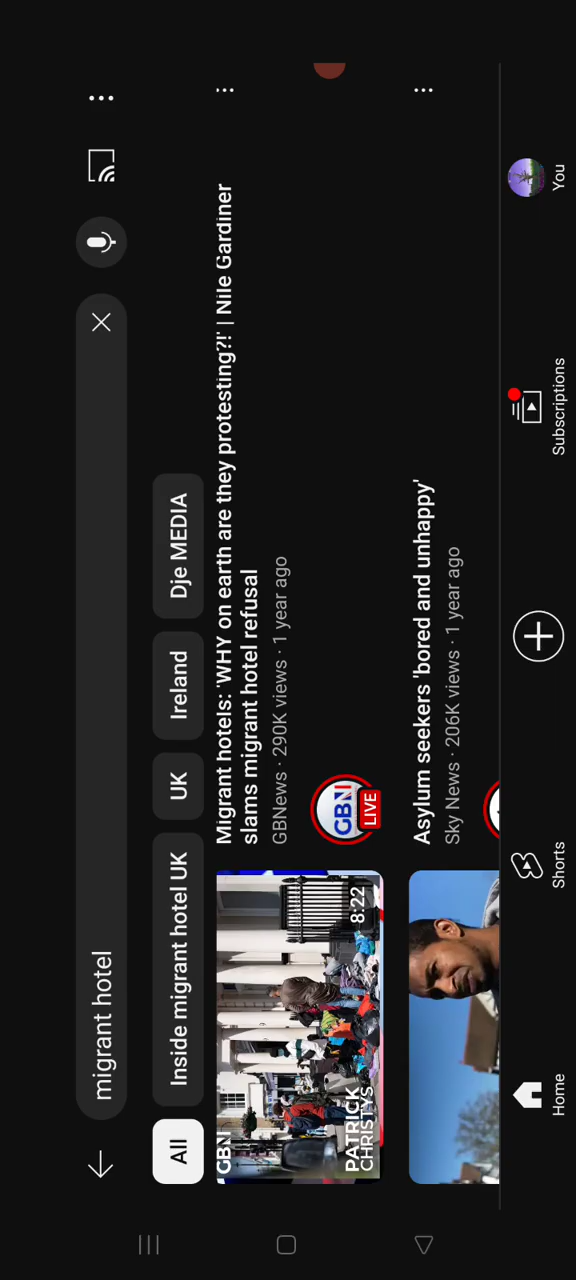 migrant hotel
All
Inside migrant hotel UK
UK
Ireland
Dje MEDIA
GBN
PATRICK
CHRISTYS
8:22
Migrant hotels: 'WHY on earth are they protesting?!' | Nile Gardiner
slams migrant hotel refusal
GBNews · 290K views · 1 year ago
GBN
LIVE
Asylum seekers 'bored and unhappy'
Sky News · 206K views · 1 year ago
Home
Shorts
Subscriptions
You